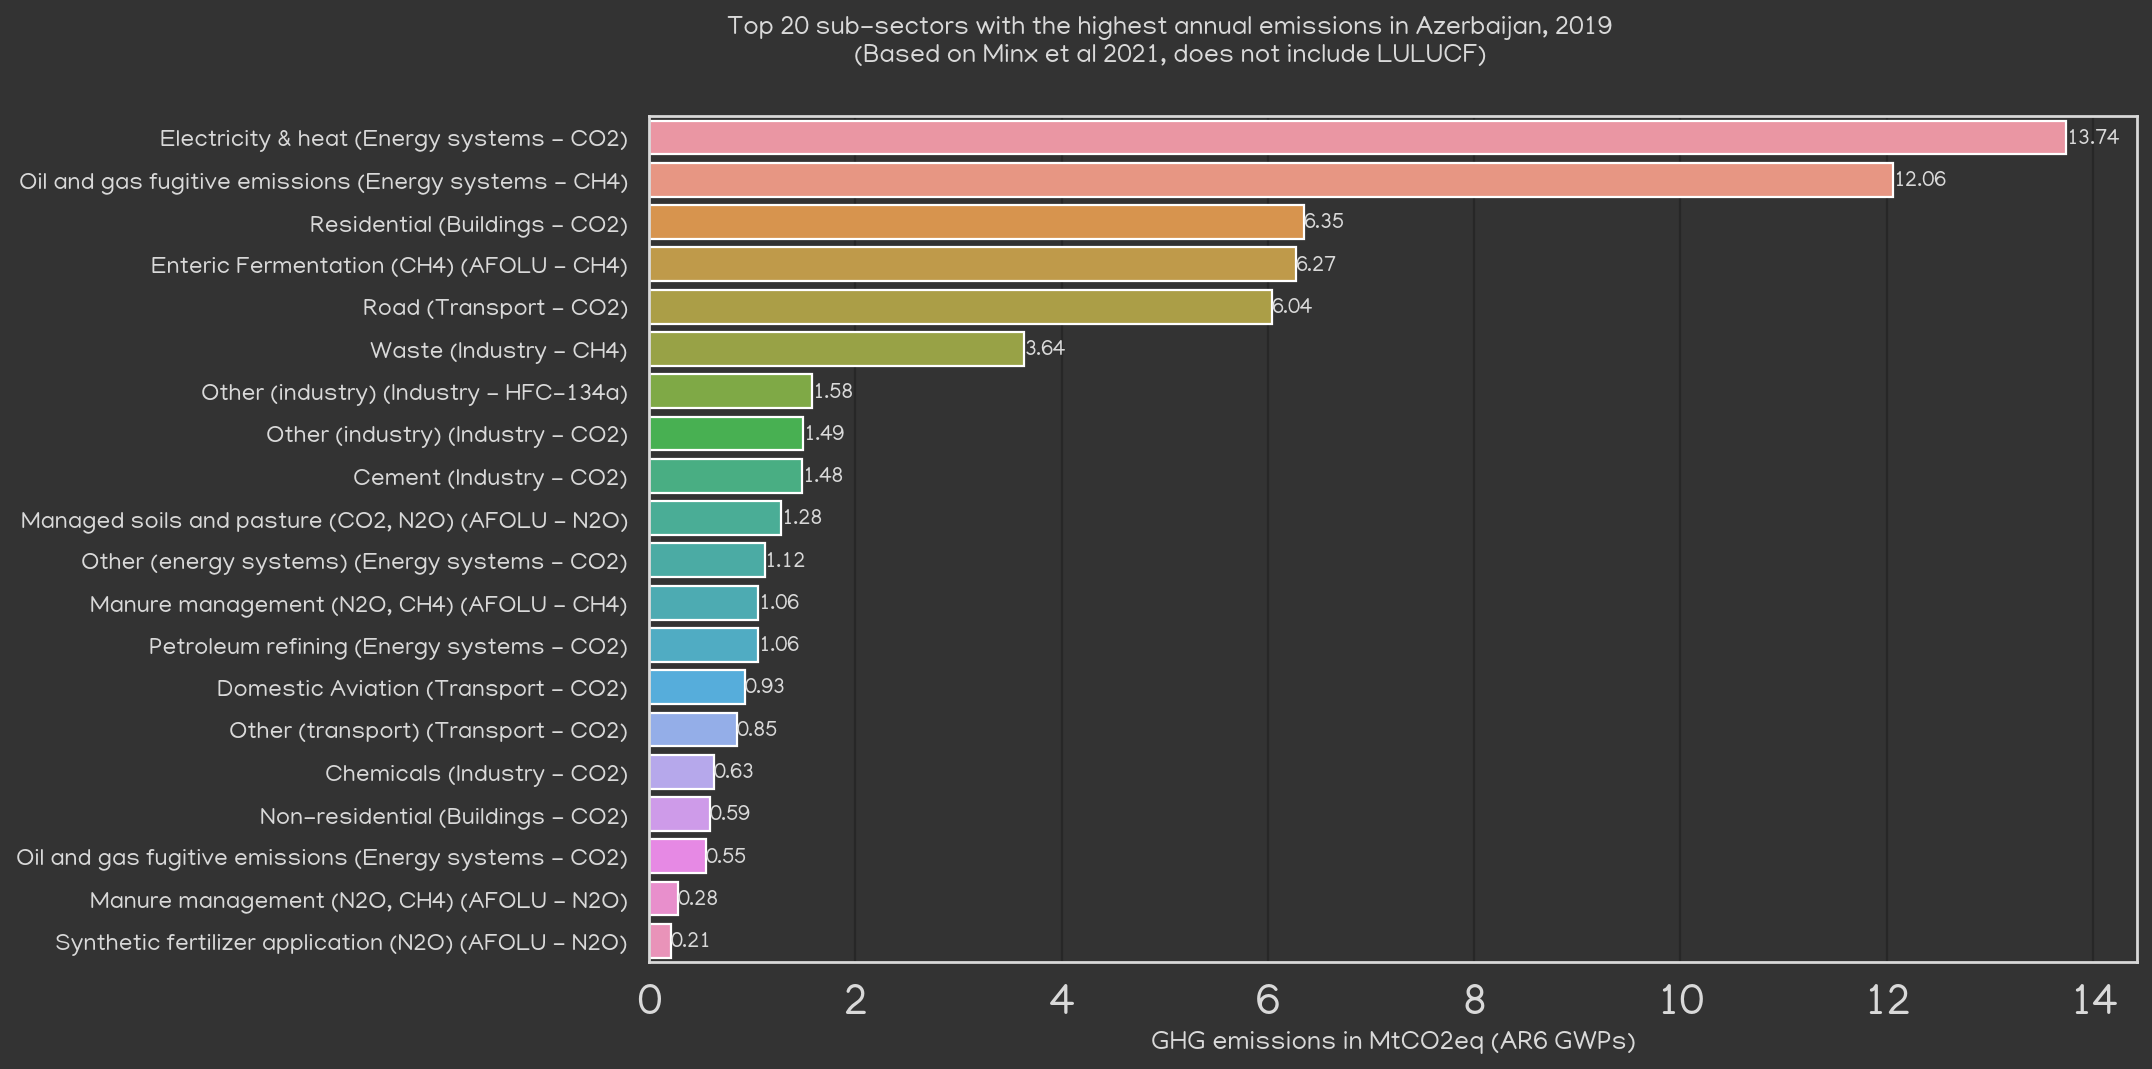 Top 20 sub-sectors with the highest annual emissions in Azerbaijan, 2019
(Based on Minx et al 2021, does not include LULUCF)
Electricity & heat (Energy systems - CO2) 13.74
Oil and gas fugitive emissions (Energy systems - CH4) 12.06
Residential (Buildings - CO2) 6.35
Enteric Fermentation (CH4) (AFOLU - CH4) 6.27
Road (Transport - CO2) 6.04
Waste (Industry - CH4) 3.64
Other (industry) (Industry - HFC-134a) 1.58
Other (industry) (Industry - CO2) 1.49
Cement (Industry - CO2) 1.48
Managed soils and pasture (CO2, N2O) (AFOLU - N2O) 1.28
Other (energy systems) (Energy systems - CO2) 1.12
Manure management (N2O, CH4) (AFOLU - CH4) 1.06
Petroleum refining (Energy systems - CO2) 1.06
Domestic Aviation (Transport - CO2) 0.93
Other (transport) (Transport - CO2) 0.85
Chemicals (Industry - CO2) 0.63
Non-residential (Buildings - CO2) 0.59
Oil and gas fugitive emissions (Energy systems - CO2) 0.55
Manure management (N2O, CH4) (AFOLU - N2O) 0.28
Synthetic fertilizer application (N2O) (AFOLU - N2O) 0.21
0 2 4 6 8 10 12 14
GHG emissions in MtCO2eq (AR6 GWPs)